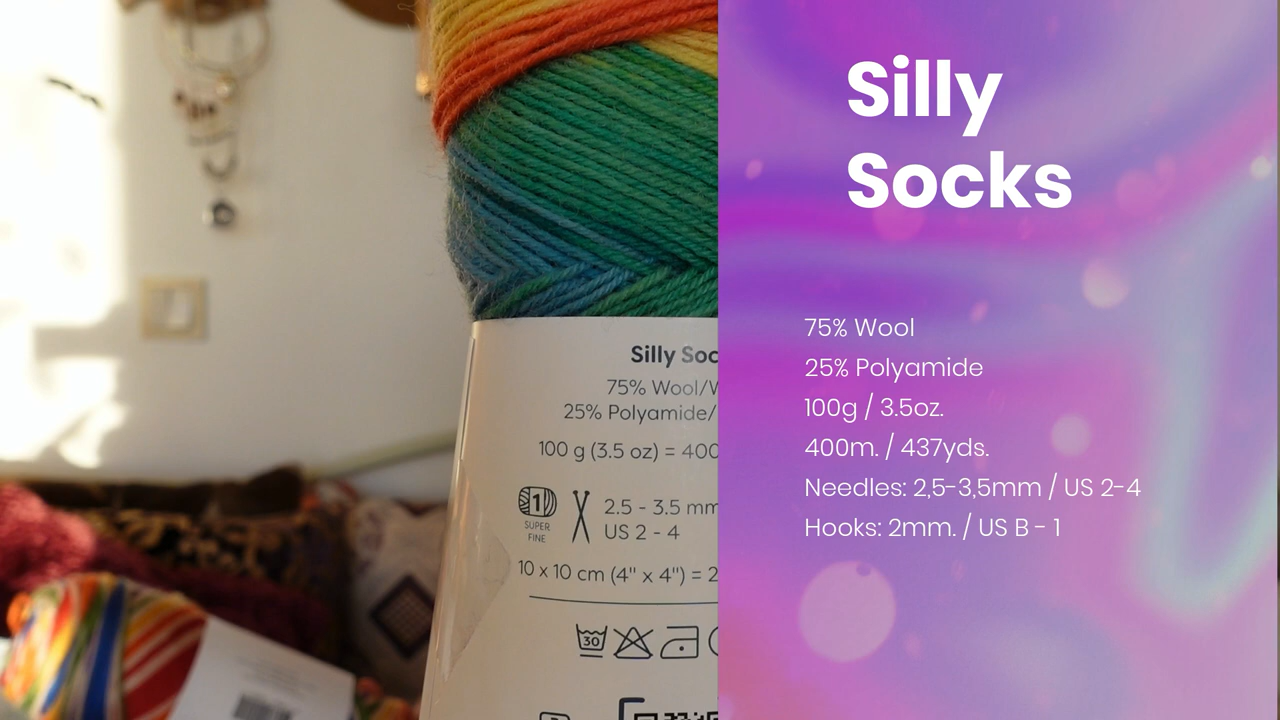 Silly Soc
75% Wool/W
25% Polyamide/
100 g (3.5 oz) = 400
1
SUPER
FINE
2.5 - 3.5 mm
US 2 - 4
10 x 10 cm (4" x 4") = 2
30
Silly
Socks
75% Wool
25% Polyamide
100g / 3.5oz.
400m. / 437yds.
Needles: 2,5-3,5mm / US 2-4
Hooks: 2mm. / US B - 1